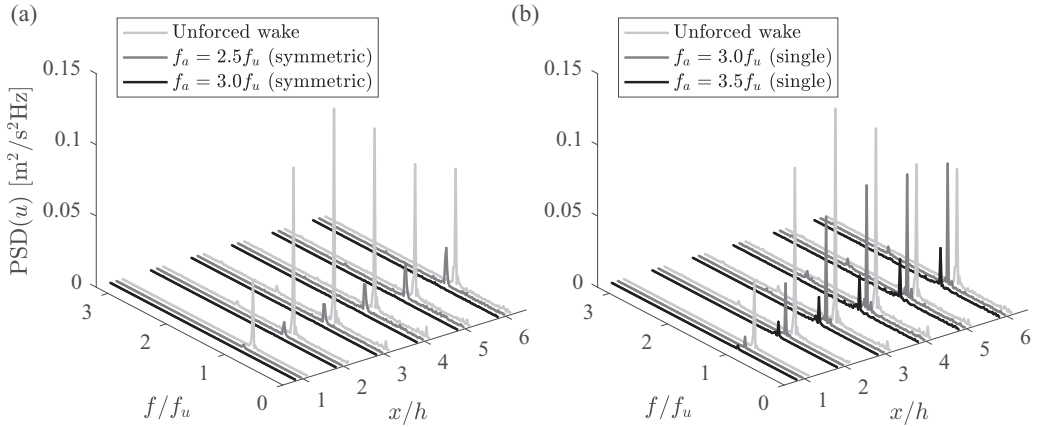 (a)
Unforced wake
f_a = 2.5f_u (symmetric)
f_a = 3.0f_u (symmetric)
PSD(u) [m²/s²Hz]
0.15
0.1
0.05
0
3
2
1
0
f/f_u
1
2
3
4
5
6
x/h
(b)
Unforced wake
f_a = 3.0f_u (single)
f_a = 3.5f_u (single)
0.15
0.1
0.05
0
3
2
1
0
f/f_u
1
2
3
4
5
6
x/h